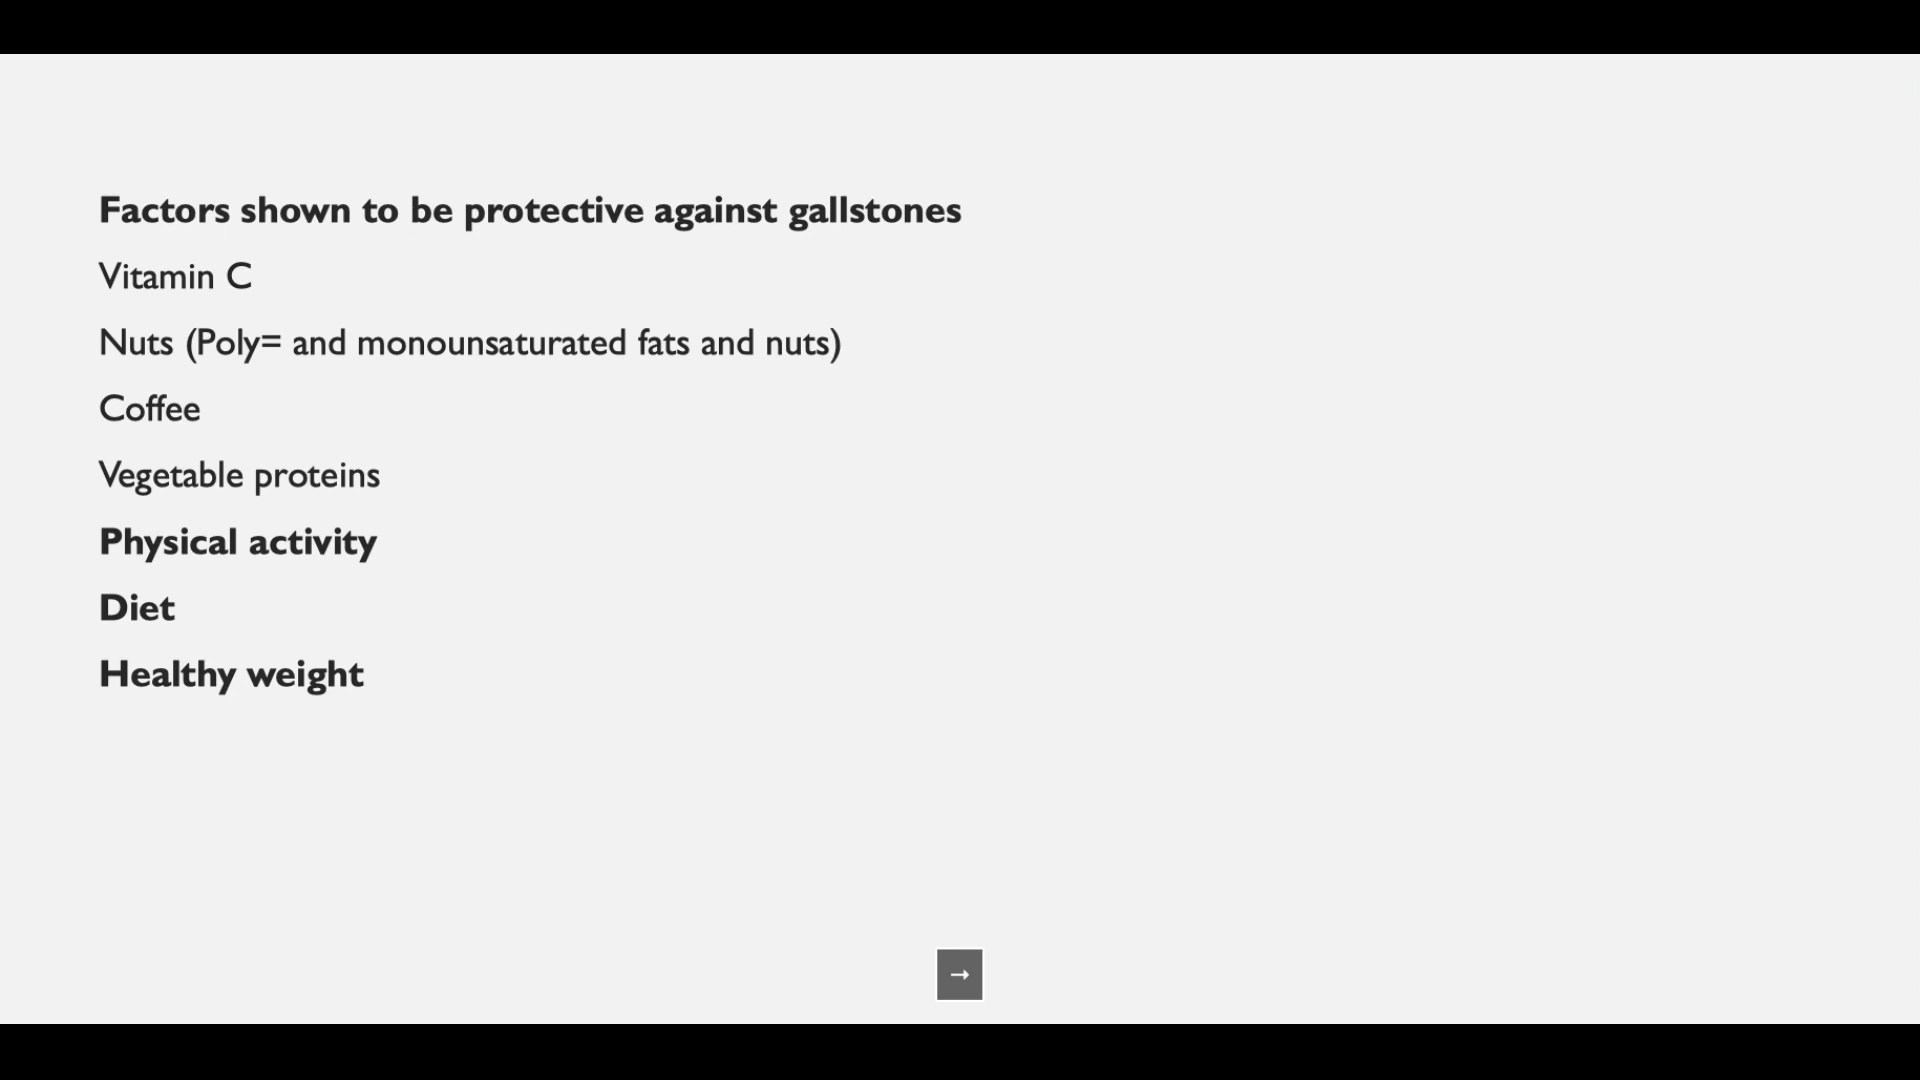 Factors shown to be protective against gallstones
Vitamin C
Nuts (Poly= and monounsaturated fats and nuts)
Coffee
Vegetable proteins
Physical activity
Diet
Healthy weight
→